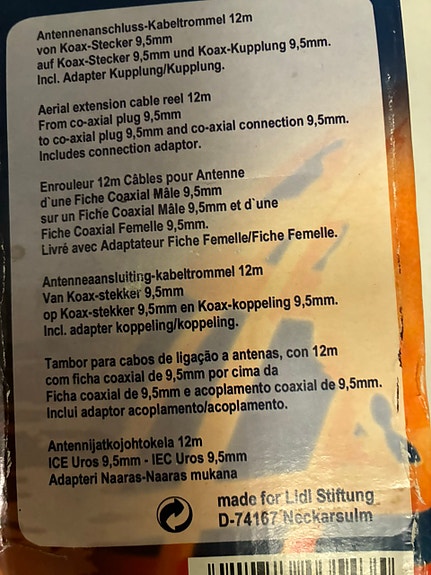 Antennenanschluss-Kabeltrommel 12m
von Koax-Stecker 9,5mm
auf Koax-Stecker 9,5mm und Koax-Kupplung 9,5mm.
Incl. Adapter Kupplung/Kupplung.
Aerial extension cable reel 12m
From co-axial plug 9,5mm
to co-axial plug 9,5mm and co-axial connection 9,5mm.
Includes connection adaptor.
Enrouleur 12m Câbles pour Antenne
d`une Fiche Coaxial Mâle 9,5mm
sur un Fiche Coaxial Mâle 9,5mm et d`une
Fiche Coaxial Femelle 9,5mm.
Livré avec Adaptateur Fiche Femelle/Fiche Femelle.
Antenneaansluiting-kabeltrommel 12m
Van Koax-stekker 9,5mm
op Koax-stekker 9,5mm en Koax-koppeling 9,5mm.
Incl. adapter koppeling/koppeling.
Tambor para cabos de ligação a antenas, con 12m
com ficha coaxial de 9,5mm por cima da
Ficha coaxial de 9,5mm e acoplamento coaxial de 9,5mm.
Inclui adaptor acoplamento/acoplamento.
Antennijatkojohtokela 12m
ICE Uros 9,5mm - IEC Uros 9,5mm
Adapteri Naaras-Naaras mukana
made for Lidl Stiftung
D-74167 Neckarsulm